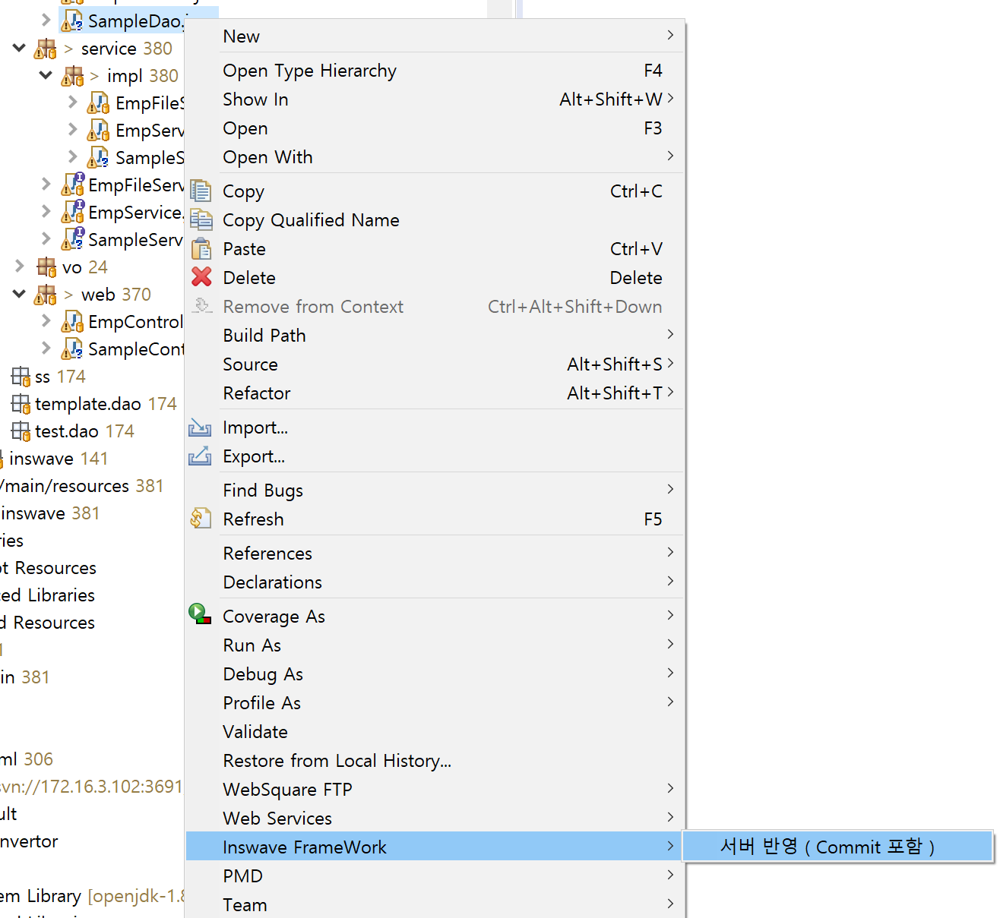 SampleDao.j
> service 380
> impl 380
EmpFileS
EmpServ
SampleS
EmpFileServ
EmpService.
SampleServ
vo 24
> web 370
EmpControl
SampleCont
ss 174
template.dao 174
test.dao 174
inswave 141
/main/resources 381
inswave 381
ries
ot Resources
ced Libraries
d Resources
in 381
ml 306
svn://172.16.3.102:3691
ult
nvertor
em Library [openjdk-1.8
New
Open Type Hierarchy F4
Show In Alt+Shift+W
Open F3
Open With
Copy Ctrl+C
Copy Qualified Name
Paste Ctrl+V
Delete Delete
Remove from Context Ctrl+Alt+Shift+Down
Build Path
Source Alt+Shift+S
Refactor Alt+Shift+T
Import...
Export...
Find Bugs
Refresh F5
References
Declarations
Coverage As
Run As
Debug As
Profile As
Validate
Restore from Local History...
WebSquare FTP
Web Services
Inswave FrameWork
서버 반영 ( Commit 포함 )
PMD
Team